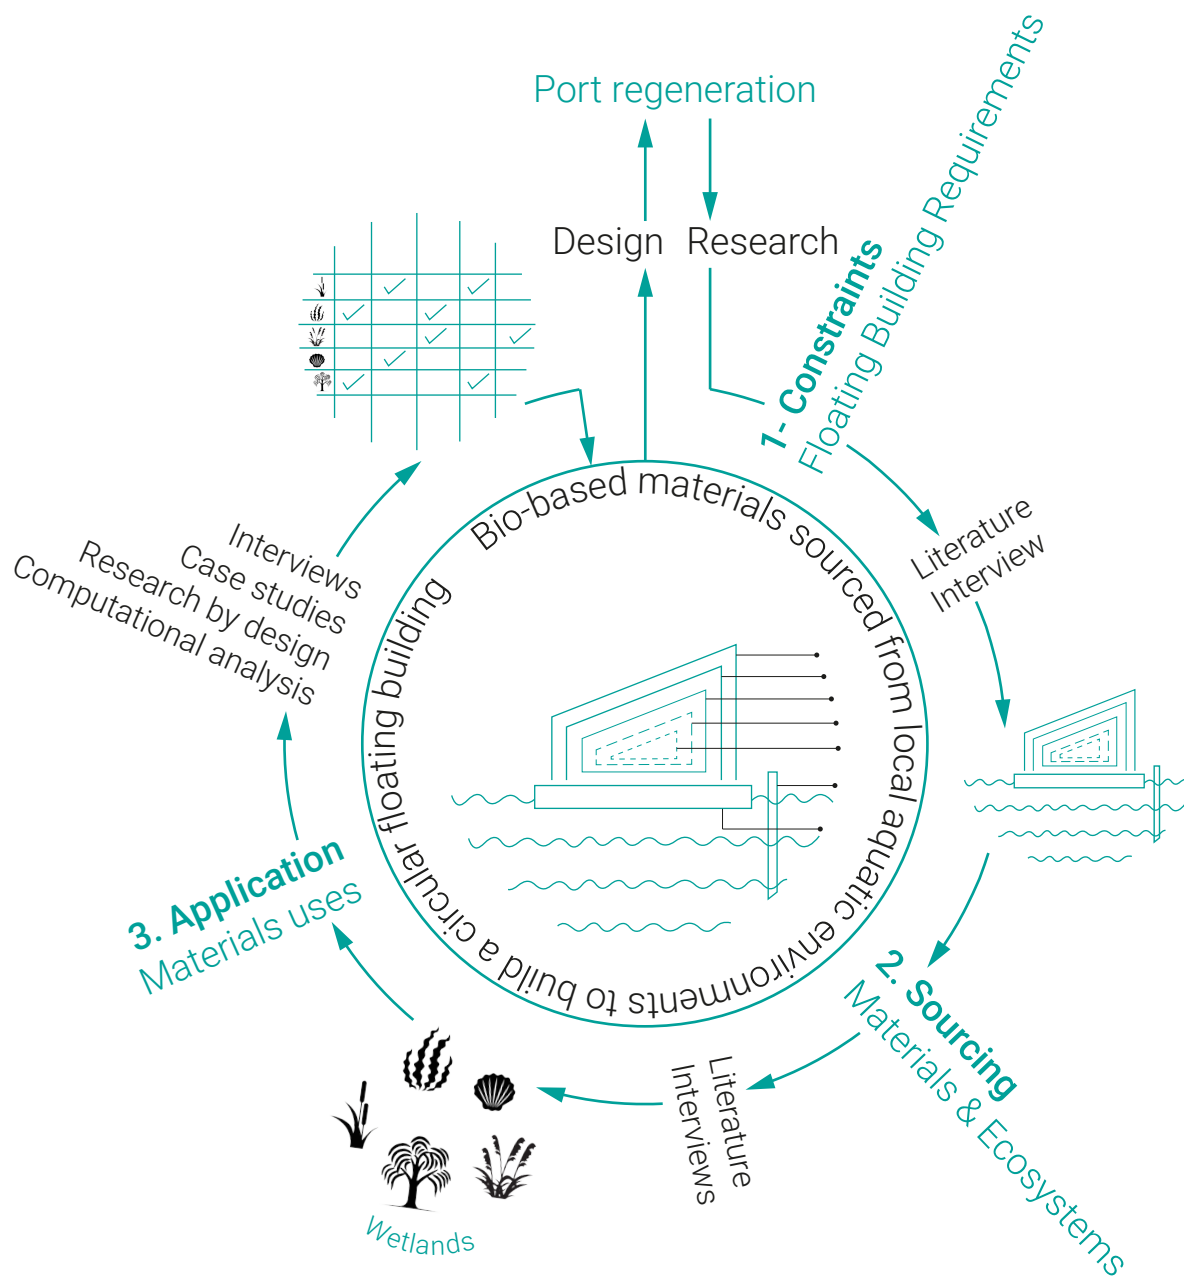 Port regeneration
Design
Research
1- Constraints
Floating Building Requirements
Literature
Interview
2. Sourcing
Materials & Ecosystems
Literature
Interviews
Wetlands
3. Application
Materials uses
Interviews
Case studies
Research by design
Computational analysis
Bio-based materials sourced from local aquatic environments to build a circular floating building